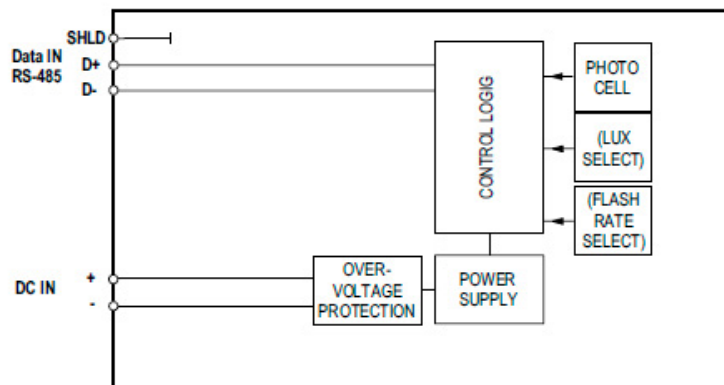 SHLD
Data IN
RS-485
D+
D-
CONTROL LOGIG
PHOTO
CELL
(LUX
SELECT)
(FLASH
RATE
SELECT)
DC IN
+
-
OVER-
VOLTAGE
PROTECTION
POWER
SUPPLY